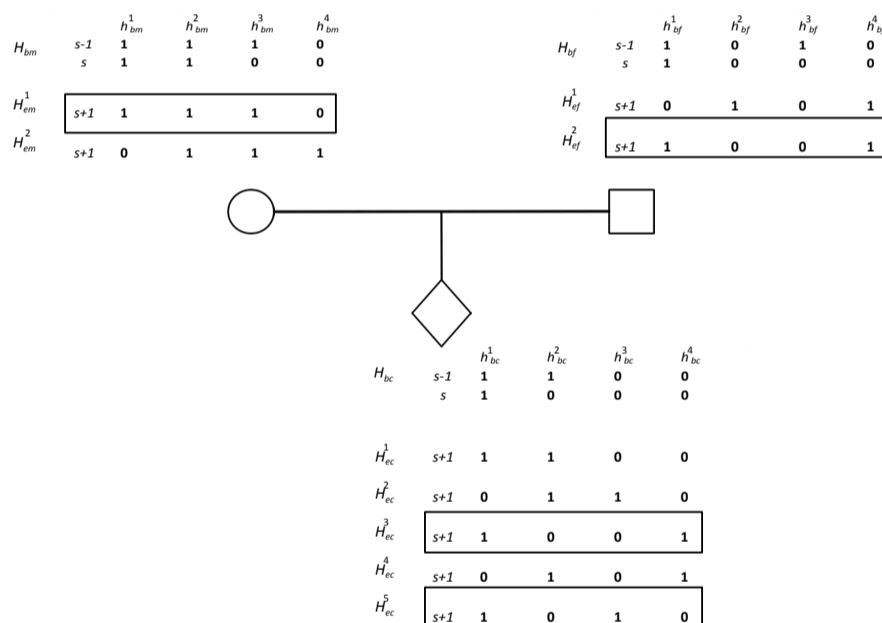 h¹bm h²bm h³bm h⁴bm
Hbm s-1 1 1 1 0
s 1 1 0 0
H¹em s+1 1 1 1 0
H²em s+1 0 1 1 1
h¹bf h²bf h³bf h⁴bf
Hbf s-1 1 0 1 0
s 1 0 0 0
H¹ef s+1 0 1 0 1
H²ef s+1 1 0 0 1
h¹bc h²bc h³bc h⁴bc
Hbc s-1 1 1 0 0
s 1 0 0 0
H¹ec s+1 1 1 0 0
H²ec s+1 0 1 1 0
H³ec s+1 1 0 0 1
H⁴ec s+1 0 1 0 1
H⁵ec s+1 1 0 1 0